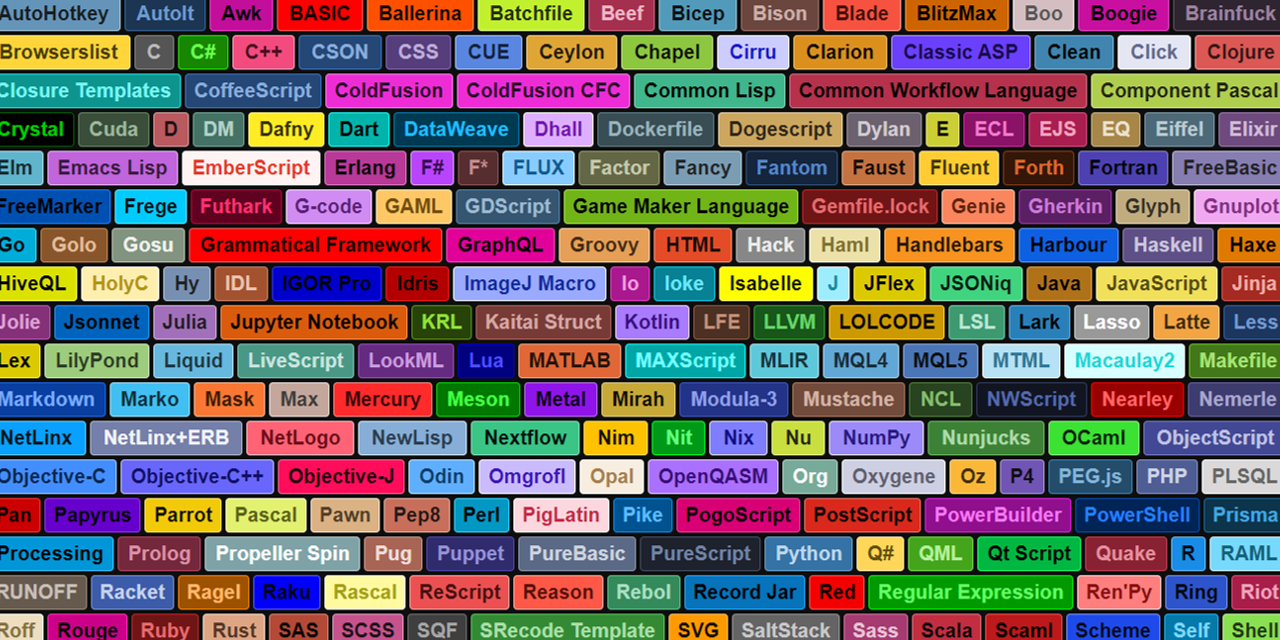 AutoHotkey AutoIt Awk BASIC Ballerina Batchfile Beef Bicep Bison Blade BlitzMax Boo Boogie Brainfuck
Browserslist C C# C++ CSON CSS CUE Ceylon Chapel Cirru Clarion Classic ASP Clean Click Clojure
Closure Templates CoffeeScript ColdFusion ColdFusion CFC Common Lisp Common Workflow Language Component Pascal
Crystal Cuda D DM Dafny Dart DataWeave Dhall Dockerfile Dogescript Dylan E ECL EJS EQ Eiffel Elixir
Elm Emacs Lisp EmberScript Erlang F# F* FLUX Factor Fancy Fantom Faust Fluent Forth Fortran FreeBasic
FreeMarker Frege Futhark G-code GAML GDScript Game Maker Language Gemfile.lock Genie Gherkin Glyph Gnuplot
Go Golo Gosu Grammatical Framework GraphQL Groovy HTML Hack Haml Handlebars Harbour Haskell Haxe
HiveQL HolyC Hy IDL IGOR Pro Idris ImageJ Macro Io Ioke Isabelle J JFlex JSONiq Java JavaScript Jinja
Jolie Jsonnet Julia Jupyter Notebook KRL Kaitai Struct Kotlin LFE LLVM LOLCODE LSL Lark Lasso Latte Less
Lex LilyPond Liquid LiveScript LookML Lua MATLAB MAXScript MLIR MQL4 MQL5 MTML Macaulay2 Makefile
Markdown Marko Mask Max Mercury Meson Metal Mirah Modula-3 Mustache NCL NWScript Nearley Nemerle
NetLinx NetLinx+ERB NetLogo NewLisp Nextflow Nim Nit Nix Nu NumPy Nunjucks OCaml ObjectScript
Objective-C Objective-C++ Objective-J Odin Omgrofl Opal OpenQASM Org Oxygene Oz P4 PEG.js PHP PLSQL
Pan Papyrus Parrot Pascal Pawn Pep8 Perl PigLatin Pike PogoScript PostScript PowerBuilder PowerShell Prisma
Processing Prolog Propeller Spin Pug Puppet PureBasic PureScript Python Q# QML Qt Script Quake R RAML
RUNOFF Racket Ragel Raku Rascal ReScript Reason Rebol Record Jar Red Regular Expression Ren'Py Ring Riot
Roff Rouge Ruby Rust SAS SCSS SQF SRecode Template SVG SaltStack Sass Scala Scaml Scheme Self Shell